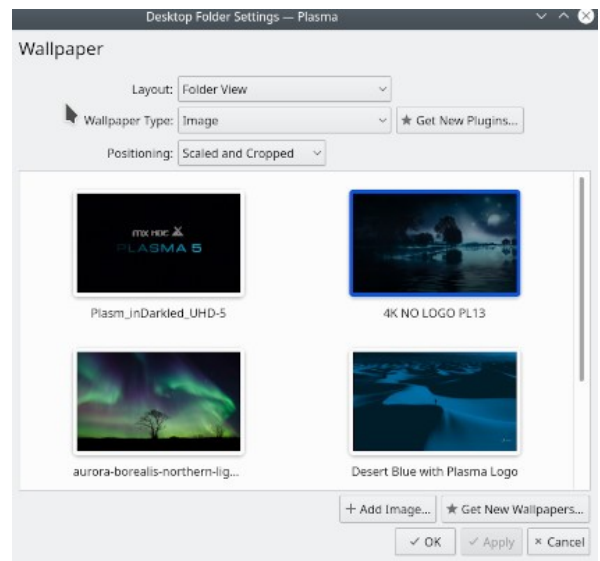 Desktop Folder Settings — Plasma
Wallpaper
Layout: Folder View
Wallpaper Type: Image ★ Get New Plugins...
Positioning: Scaled and Cropped
PLASMA 5
Plasm_inDarkled_UHD-5 4K NO LOGO PL13
aurora-borealis-northern-lig... Desert Blue with Plasma Logo
+ Add Image... ★ Get New Wallpapers...
✓ OK ✓ Apply × Cancel